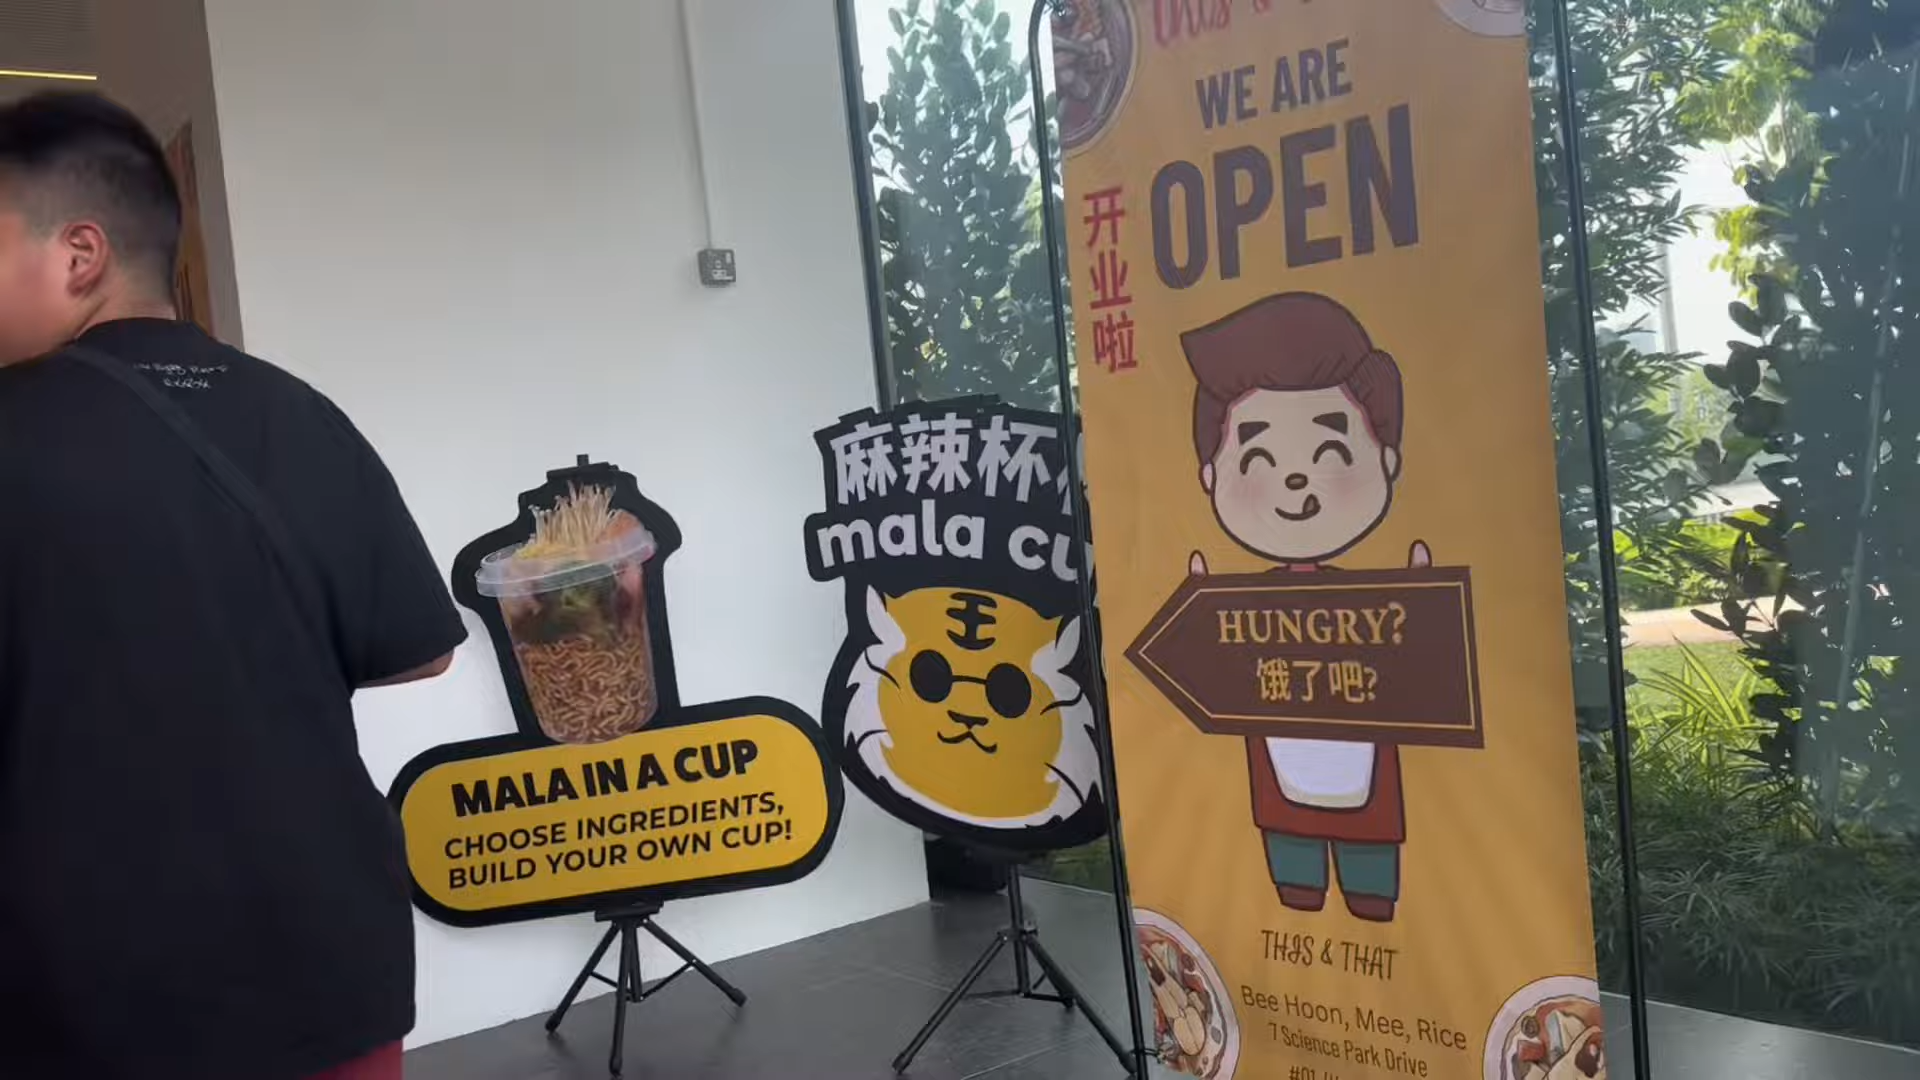 MALA IN A CUP
CHOOSE INGREDIENTS,
BUILD YOUR OWN CUP!
麻辣杯
mala
王
WE ARE
OPEN
开业啦
HUNGRY?
饿了吧?
THIS & THAT
Bee Hoon, Mee, Rice
7 Science Park Drive